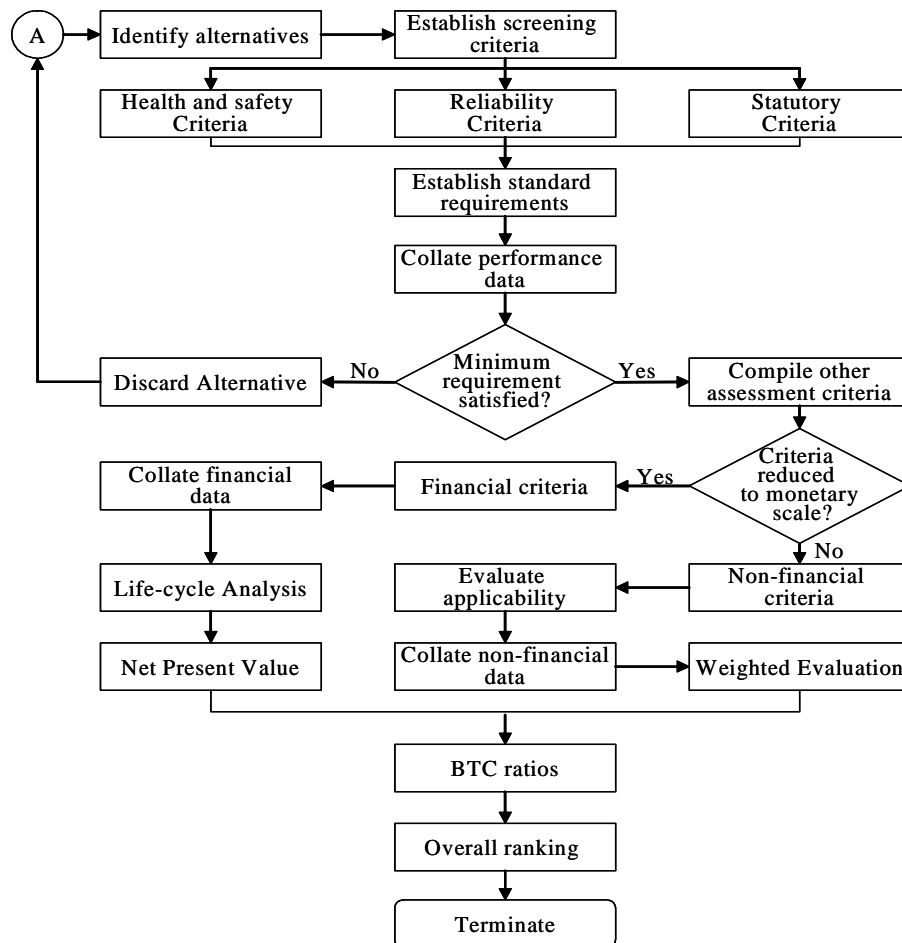 A
Identify alternatives
Establish screening
criteria
Health and safety
Criteria
Reliability
Criteria
Statutory
Criteria
Establish standard
requirements
Collate performance
data
Minimum
requirement
satisfied?
No
Yes
Discard Alternative
Compile other
assessment criteria
Criteria
reduced
to monetary
scale?
Yes
No
Financial criteria
Collate financial
data
Life-cycle Analysis
Net Present Value
Non-financial
criteria
Evaluate
applicability
Collate non-financial
data
Weighted Evaluation
BTC ratios
Overall ranking
Terminate